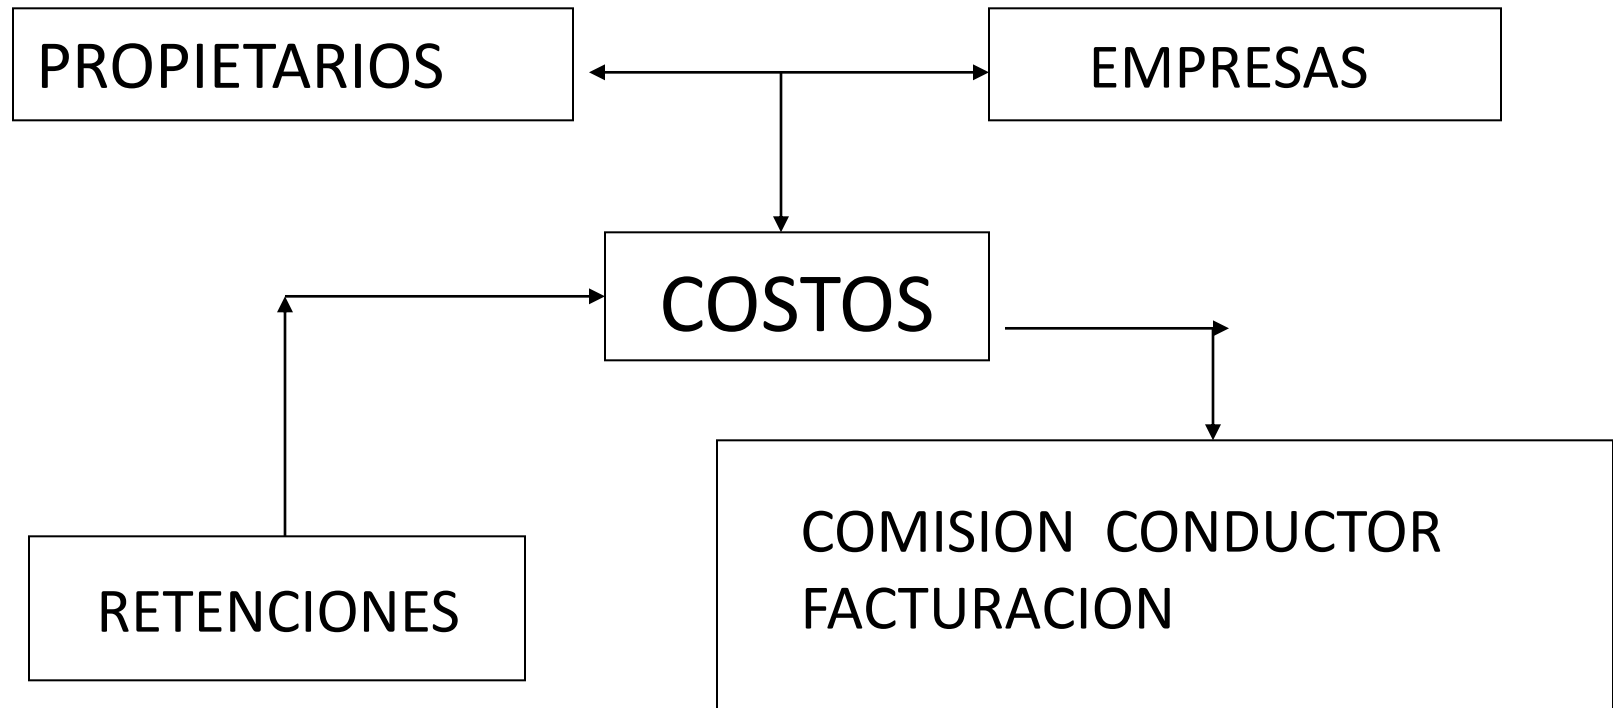 PROPIETARIOS
EMPRESAS
COSTOS
RETENCIONES
COMISION CONDUCTOR
FACTURACION